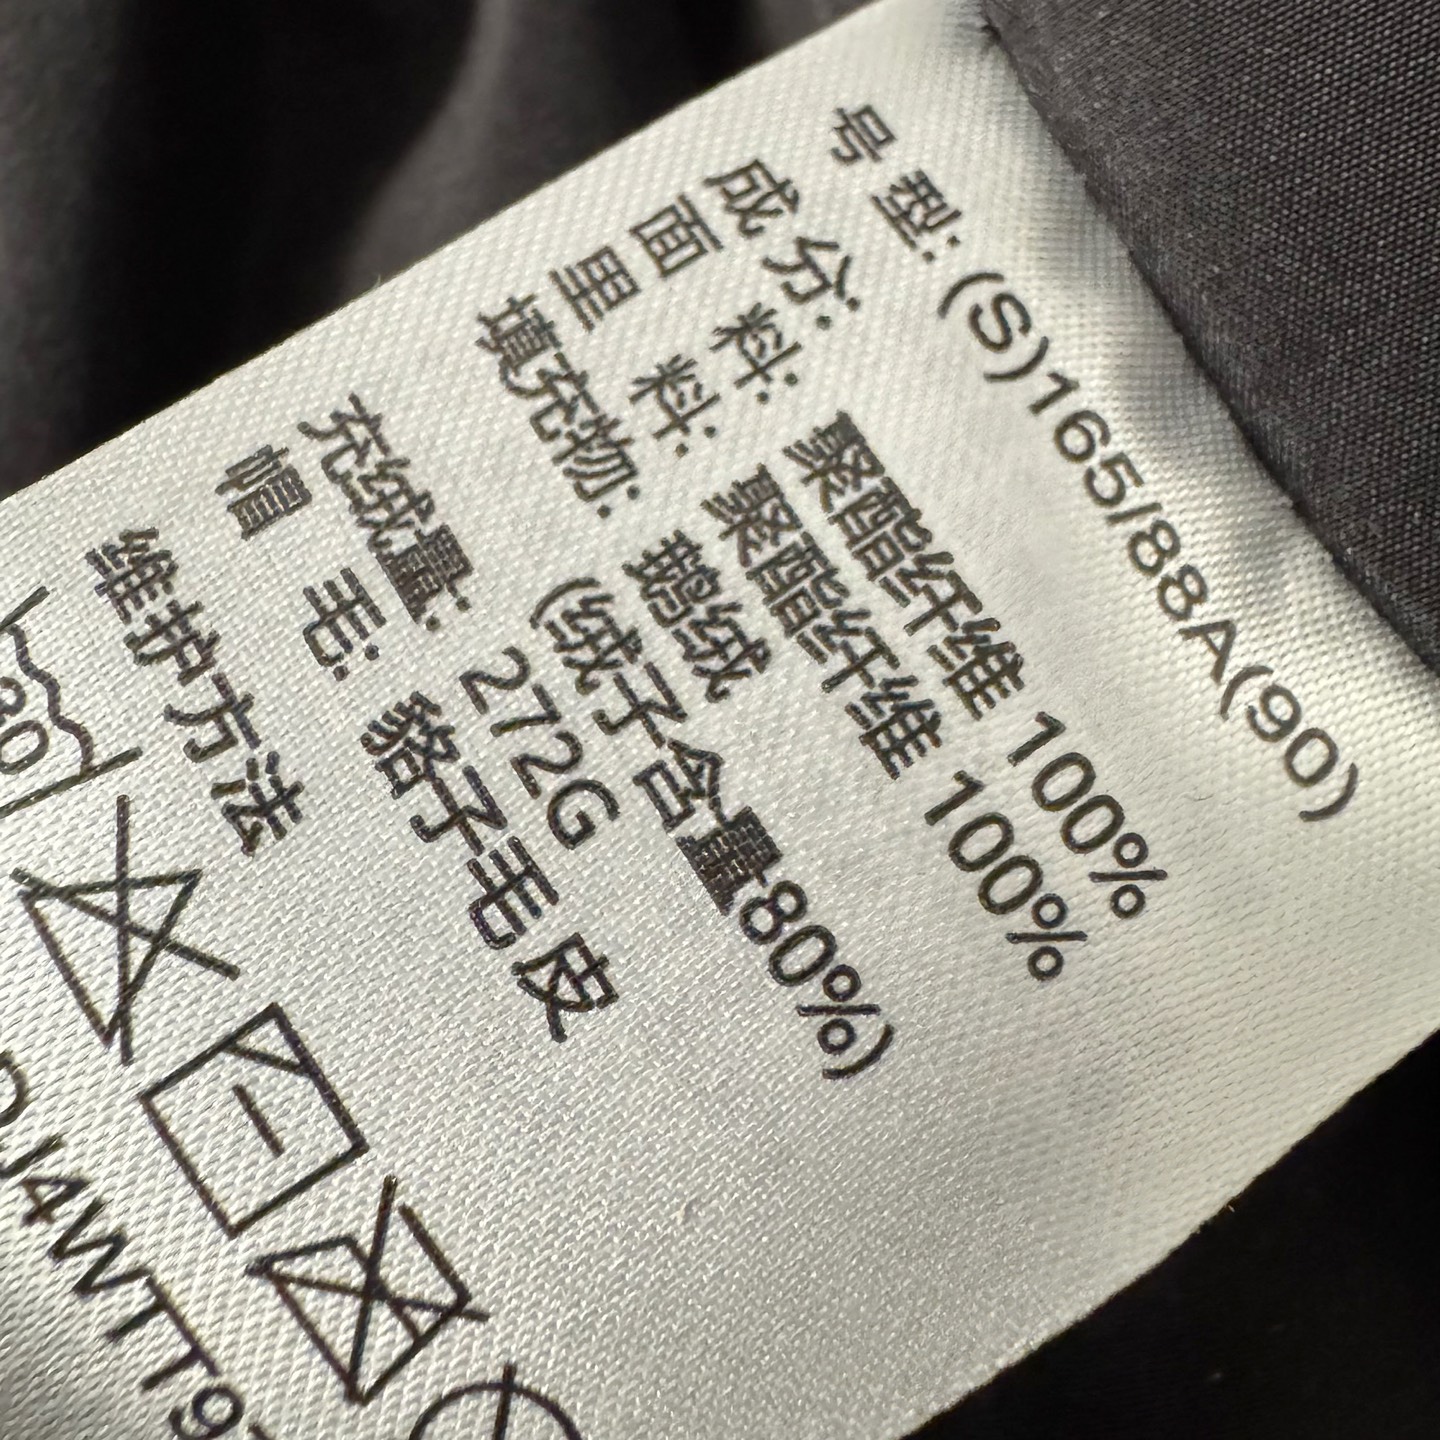 号型: (S)165/88A(90)
成分:
面料: 聚酯纤维 100%
里料: 聚酯纤维 100%
填充物: 鹅绒
(绒子含量80%)
充绒量: 272G
帽毛: 貉子毛皮
维护方法
30
J4WTT9